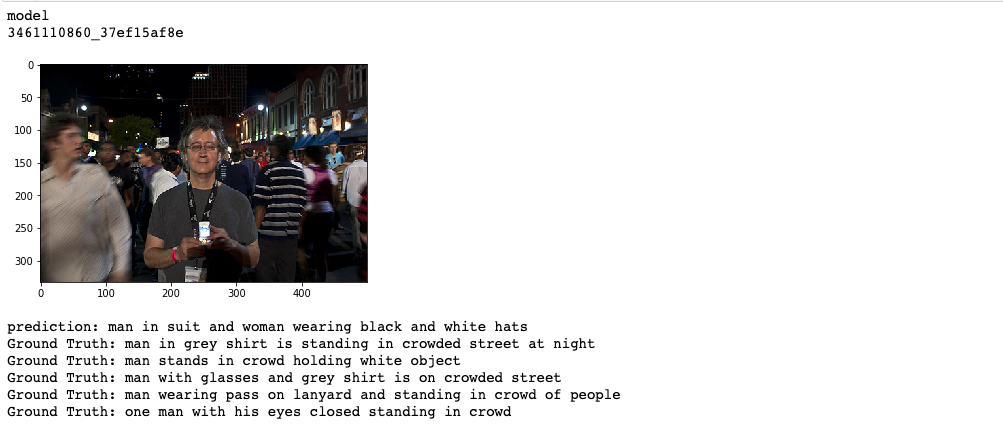 model
3461110860_37ef15af8e
0
50
100
150
200
250
300
0 100 200 300 400
prediction: man in suit and woman wearing black and white hats
Ground Truth: man in grey shirt is standing in crowded street at night
Ground Truth: man stands in crowd holding white object
Ground Truth: man with glasses and grey shirt is on crowded street
Ground Truth: man wearing pass on lanyard and standing in crowd of people
Ground Truth: one man with his eyes closed standing in crowd